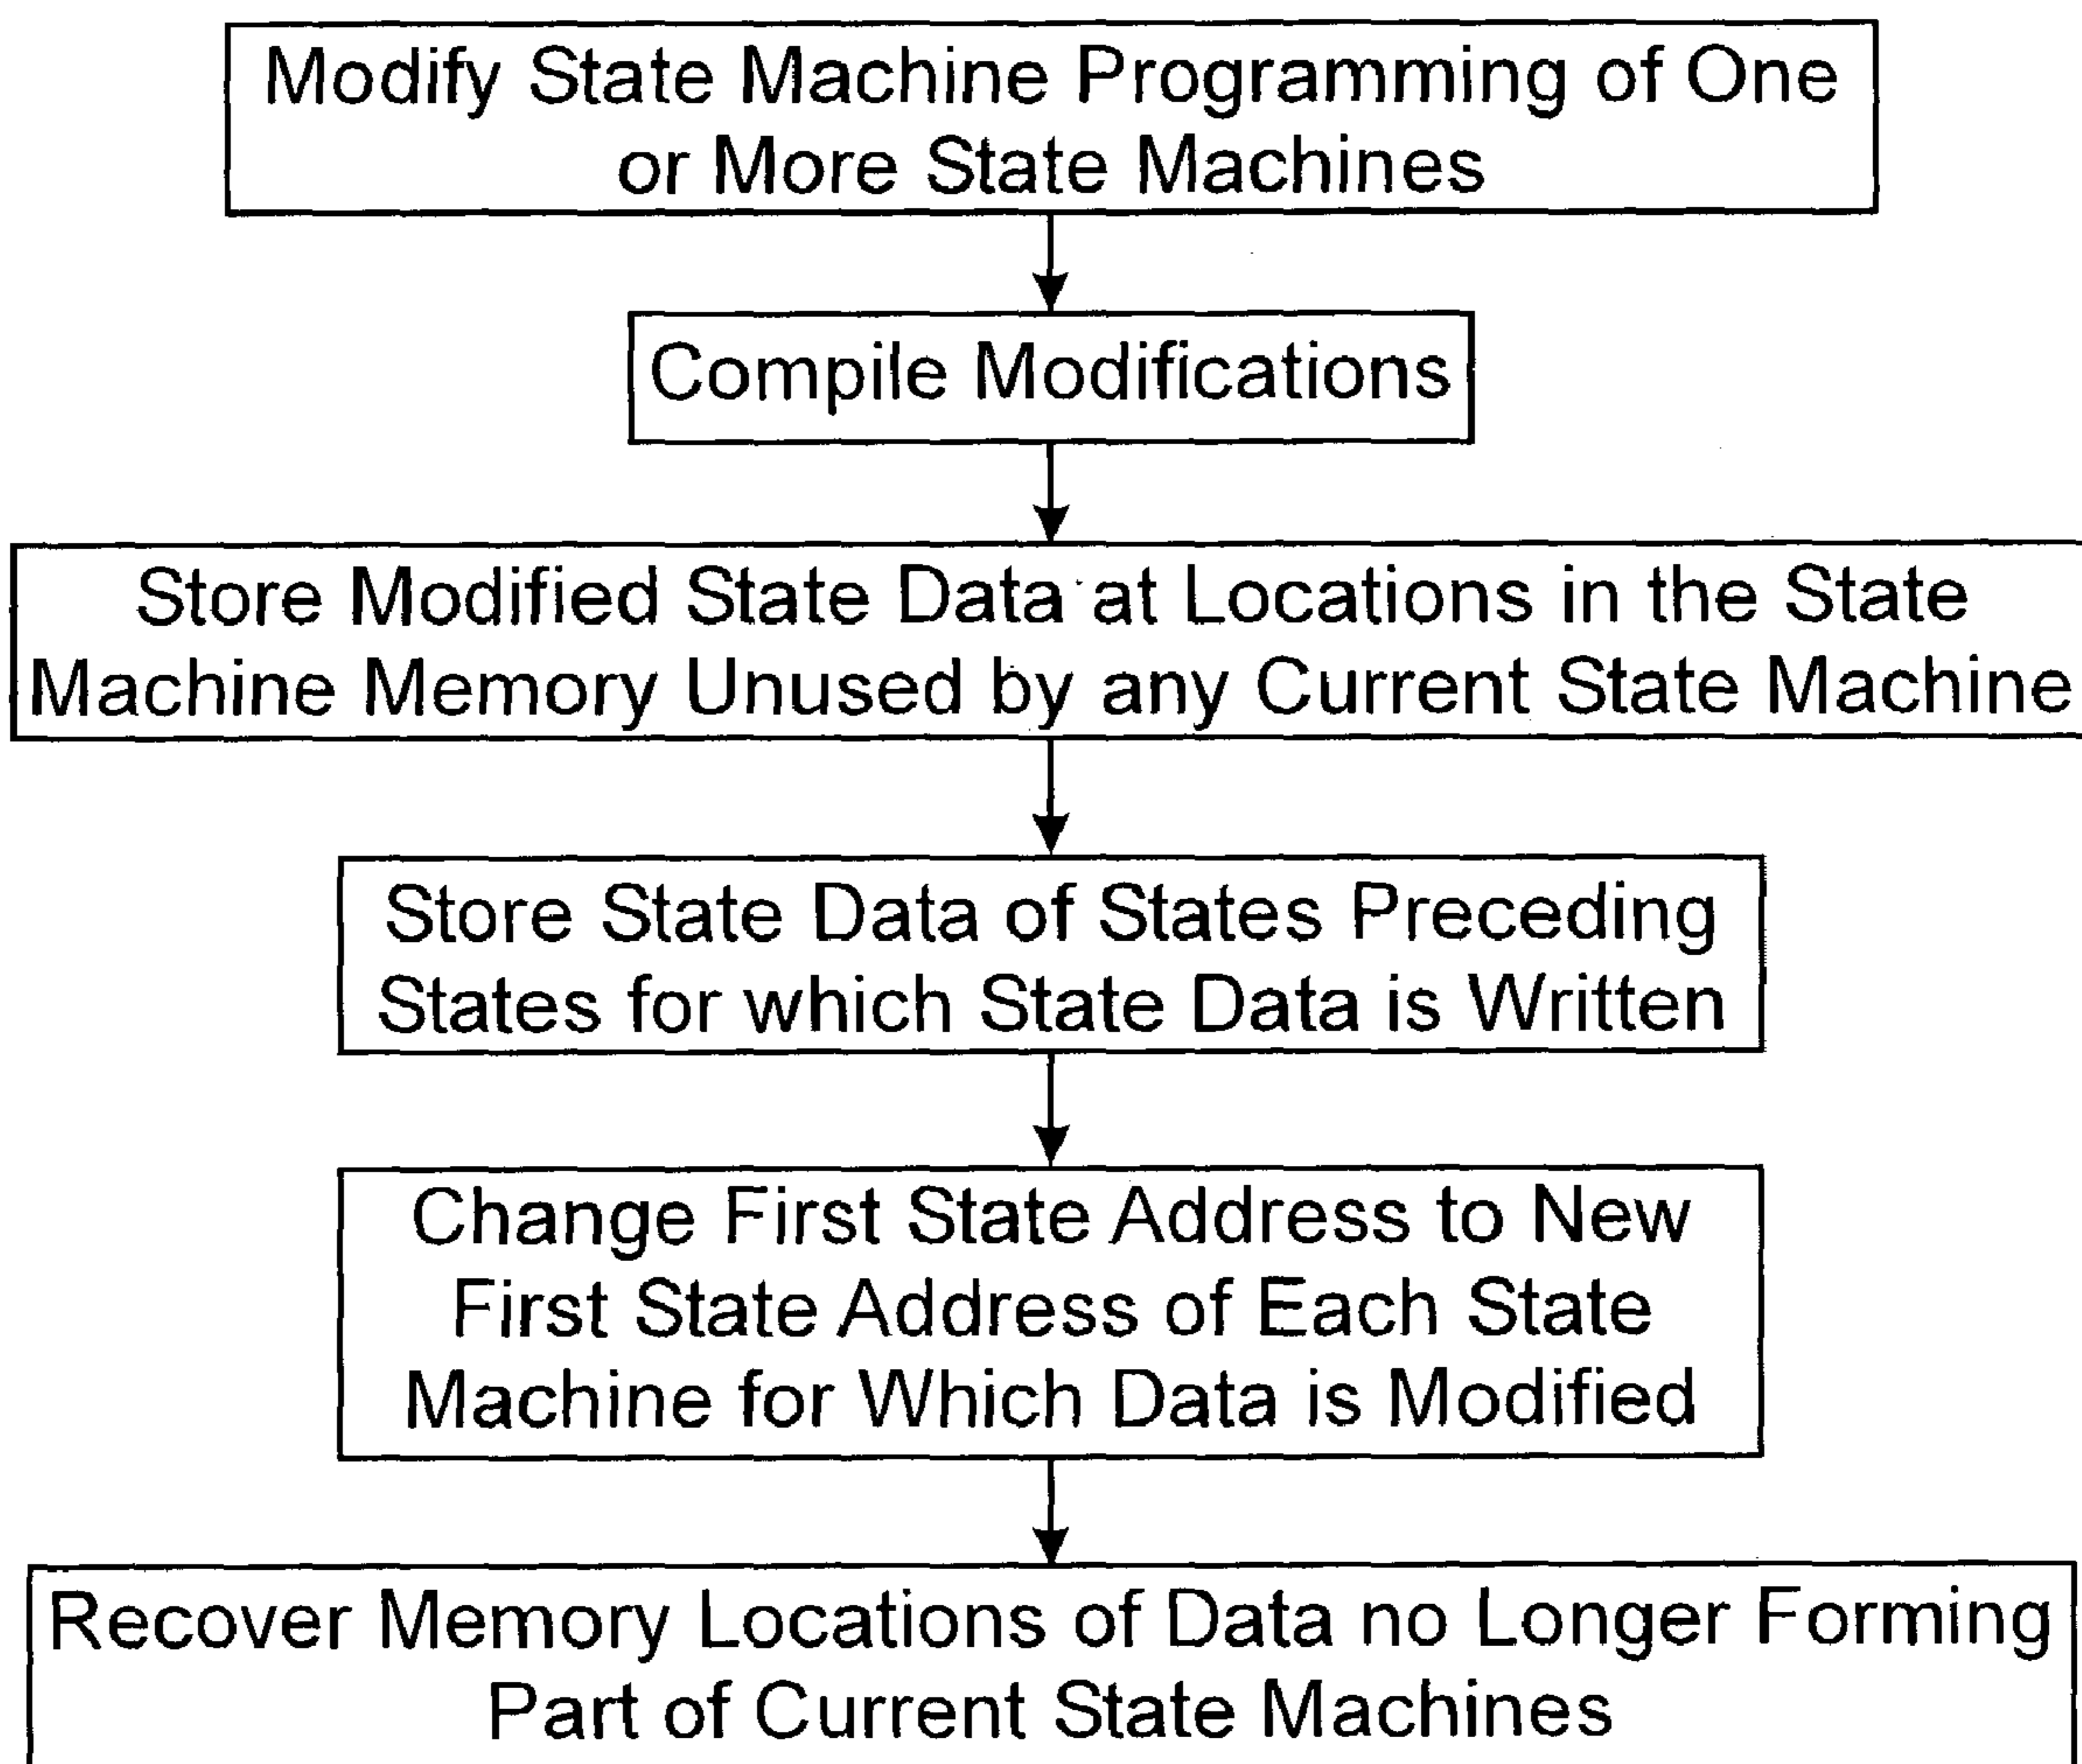 Modify State Machine Programming of One
or More State Machines
Compile Modifications
Store Modified State Data at Locations in the State
Machine Memory Unused by any Current State Machine
Store State Data of States Preceding
States for which State Data is Written
Change First State Address to New
First State Address of Each State
Machine for Which Data is Modified
Recover Memory Locations of Data no Longer Forming
Part of Current State Machines